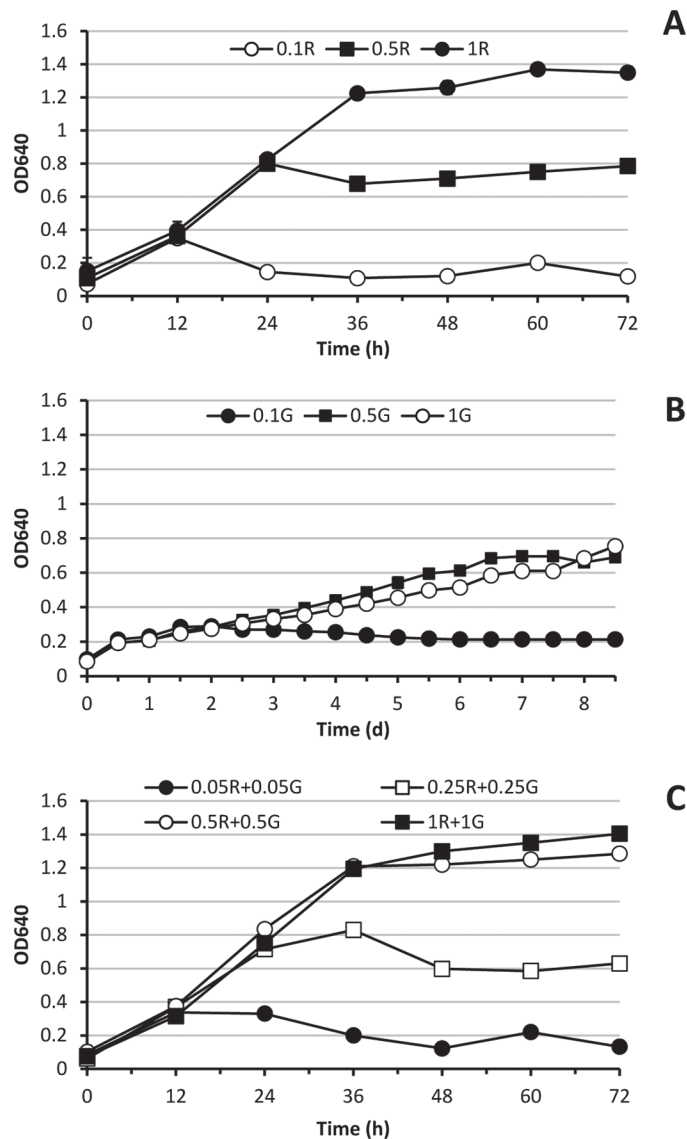 A
1.6
0.1R 0.5R 1R
1.4
1.2
1
0.8
0.6
0.4
0.2
0
OD640
0 12 24 36 48 60 72
Time (h)
B
1.6
0.1G 0.5G 1G
1.4
1.2
1
0.8
0.6
0.4
0.2
0
OD640
0 1 2 3 4 5 6 7 8
Time (d)
C
0.05R+0.05G 0.25R+0.25G
1.6
0.5R+0.5G 1R+1G
1.4
1.2
1
0.8
0.6
0.4
0.2
0
OD640
0 12 24 36 48 60 72
Time (h)